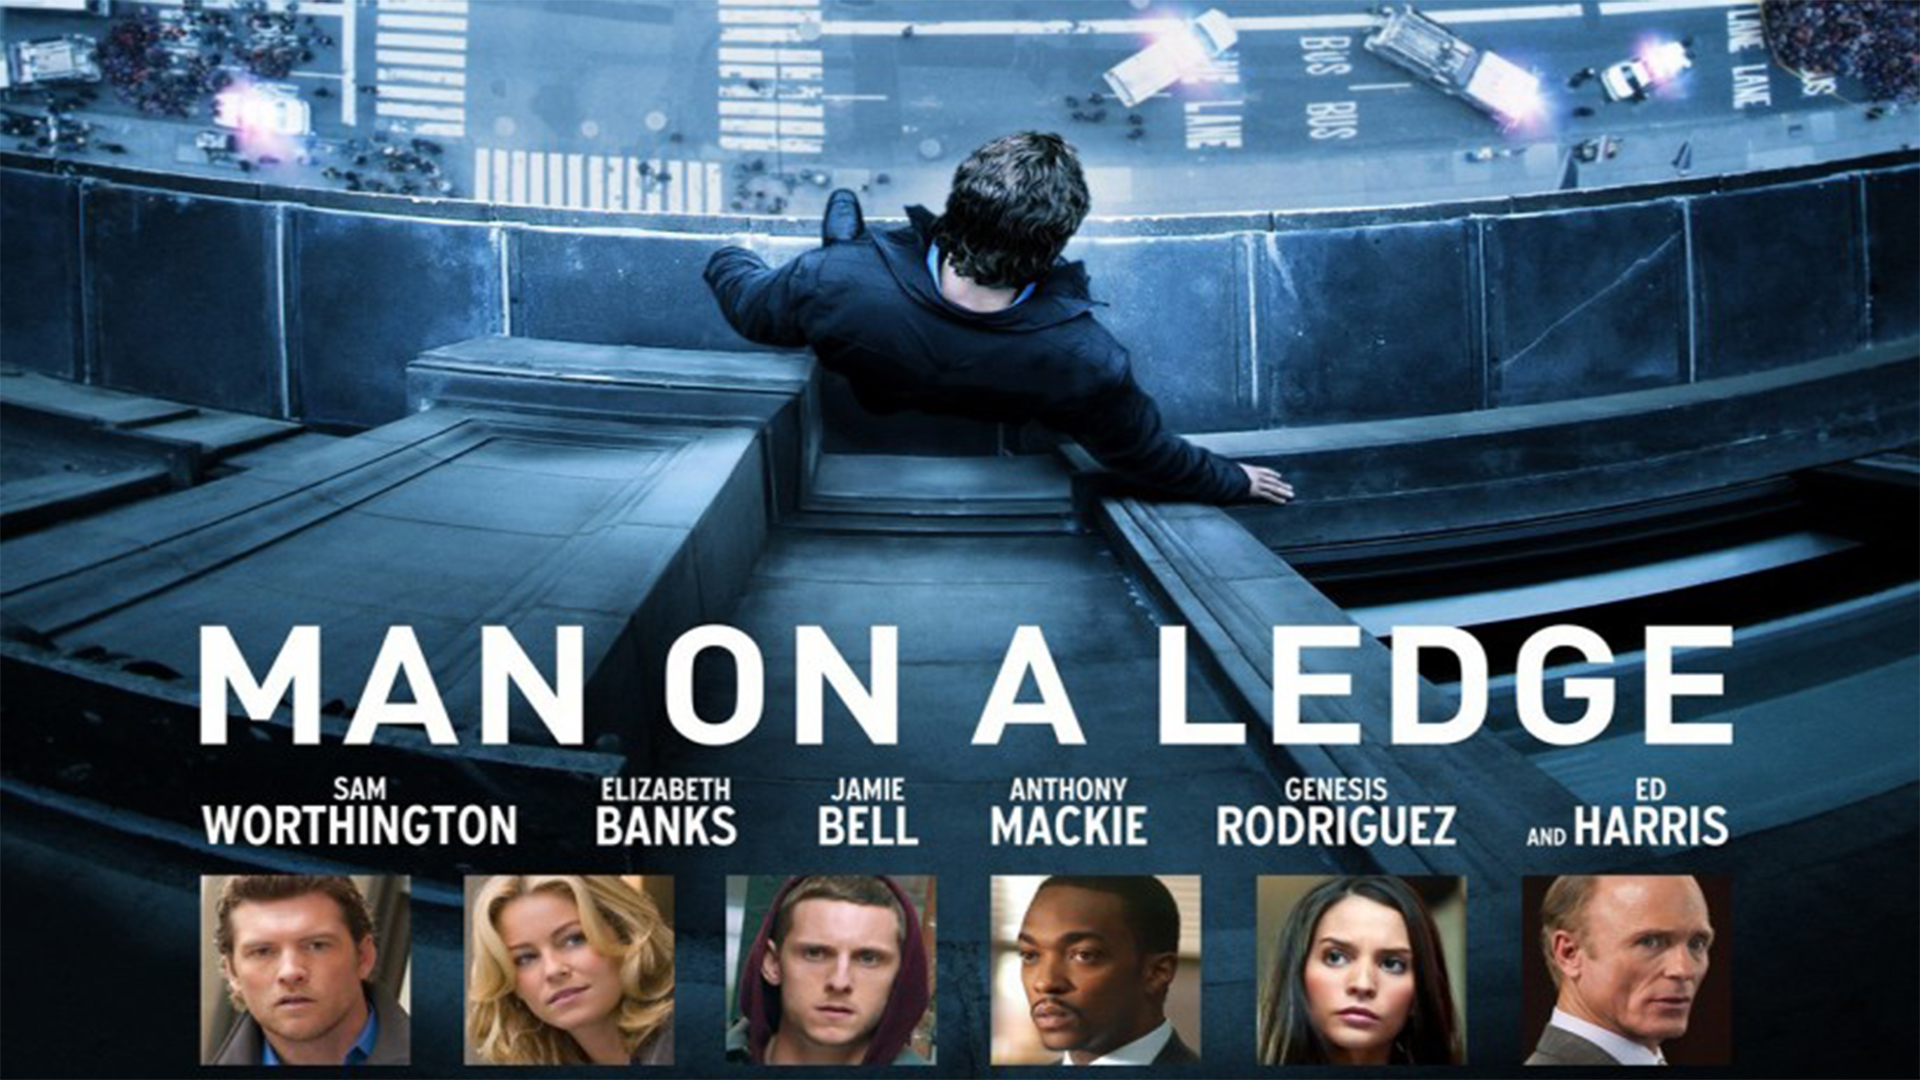 BUS
BUS
LANE
LANE
LANE
MAN ON A LEDGE
SAM
WORTHINGTON
ELIZABETH
BANKS
JAMIE
BELL
ANTHONY
MACKIE
GENESIS
RODRIGUEZ
ED
AND HARRIS